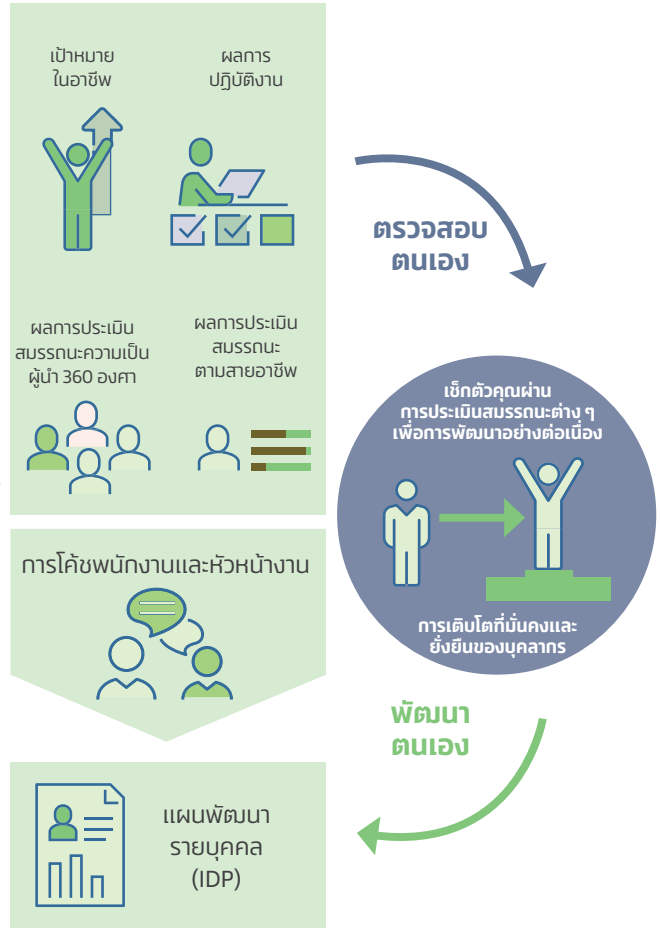 เป้าหมาย
ในอาชีพ
ผลการ
ปฏิบัติงาน
ตรวจสอบ
ตนเอง
ผลการประเมิน
สมรรถนะความเป็น
ผู้นำ 360 องศา
ผลการประเมิน
สมรรถนะ
ตามสายอาชีพ
เช็กตัวคุณผ่าน
การประเมินสมรรถนะต่าง ๆ
เพื่อการพัฒนาอย่างต่อเนื่อง
การเติบโตที่มั่นคงและ
ยั่งยืนของบุคลากร
การโค้ชพนักงานและหัวหน้างาน
พัฒนา
ตนเอง
แผนพัฒนา
รายบุคคล
(IDP)